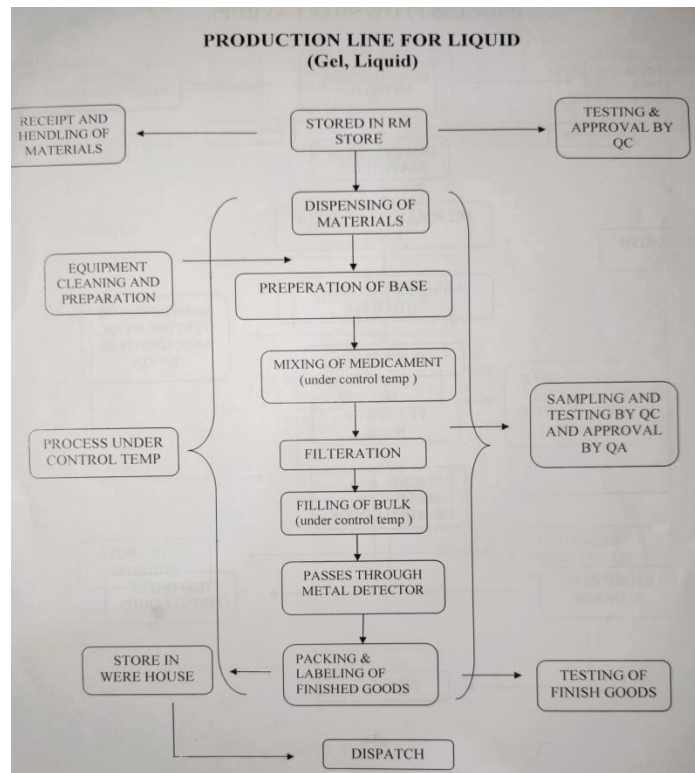 PRODUCTION LINE FOR LIQUID
(Gel, Liquid)
RECEIPT AND
HENDLING OF
MATERIALS
STORED IN RM
STORE
TESTING &
APPROVAL BY
QC
DISPENSING OF
MATERIALS
EQUIPMENT
CLEANING AND
PREPARATION
PREPERATION OF BASE
MIXING OF MEDICAMENT
(under control temp )
SAMPLING AND
TESTING BY QC
AND APPROVAL
BY QA
PROCESS UNDER
CONTROL TEMP
FILTERATION
FILLING OF BULK
(under control temp )
PASSES THROUGH
METAL DETECTOR
STORE IN
WERE HOUSE
PACKING &
LABELING OF
FINISHED GOODS
TESTING OF
FINISH GOODS
DISPATCH